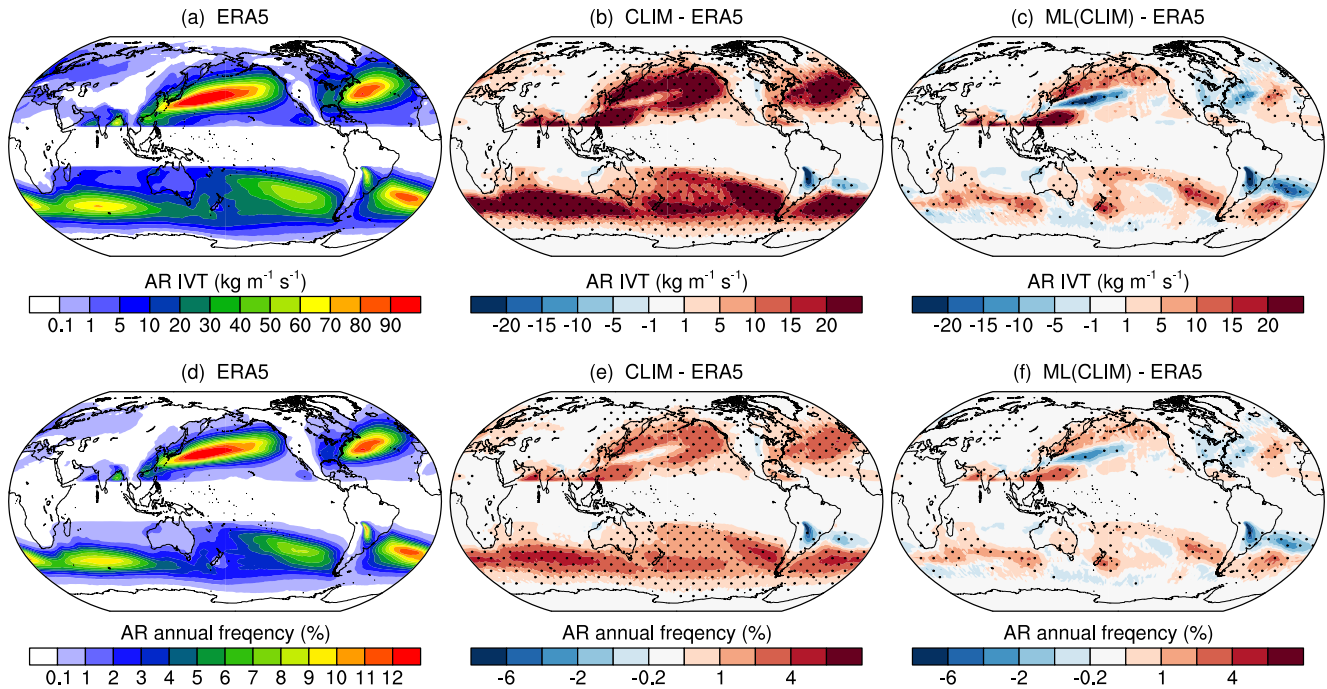 (a) ERA5
(b) CLIM - ERA5
(c) ML(CLIM) - ERA5
AR IVT (kg m⁻¹ s⁻¹)
AR IVT (kg m⁻¹ s⁻¹)
AR IVT (kg m⁻¹ s⁻¹)
0.1 1 5 10 20 30 40 50 60 70 80 90
-20 -15 -10 -5 -1 1 5 10 15 20
-20 -15 -10 -5 -1 1 5 10 15 20
(d) ERA5
(e) CLIM - ERA5
(f) ML(CLIM) - ERA5
AR annual freqency (%)
AR annual freqency (%)
AR annual freqency (%)
0.1 1 2 3 4 5 6 7 8 9 10 11 12
-6 -2 -0.2 1 4
-6 -2 -0.2 1 4